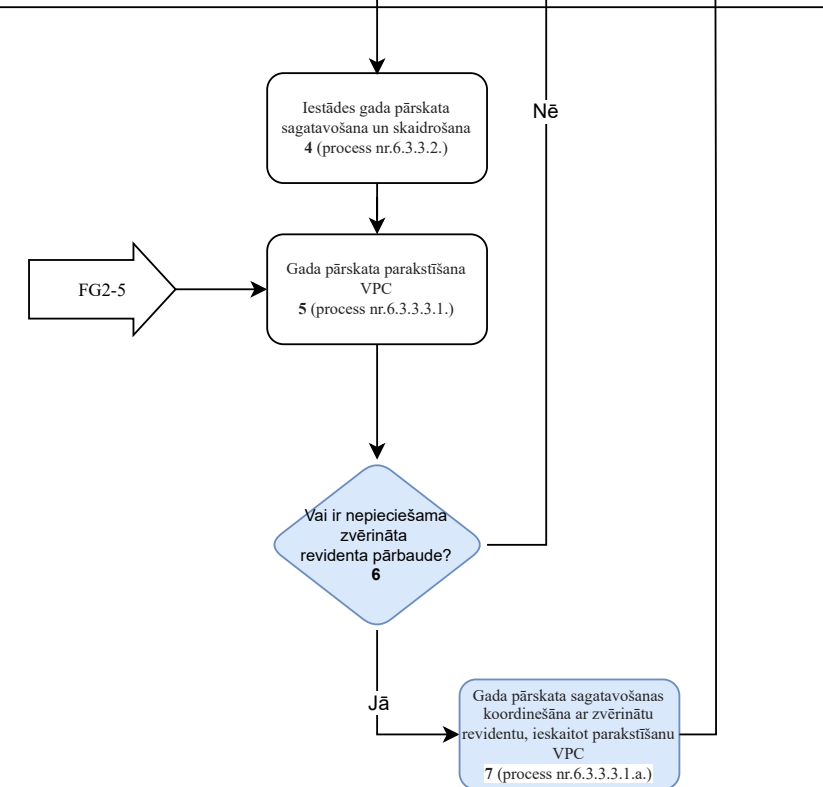 Iestādes gada pārskata
sagatavošana un skaidrošana
4 (process nr.6.3.3.2.)
Nē
Gada pārskata parakstīšana
VPC
5 (process nr.6.3.3.3.1.)
FG2-5
Vai ir nepieciešama
zvērināta
revidenta pārbaude?
6
Jā
Gada pārskata sagatavošanas
koordinešāna ar zvērinātu
revidentu, ieskaitot parakstīšanu
VPC
7 (process nr.6.3.3.3.1.a.)